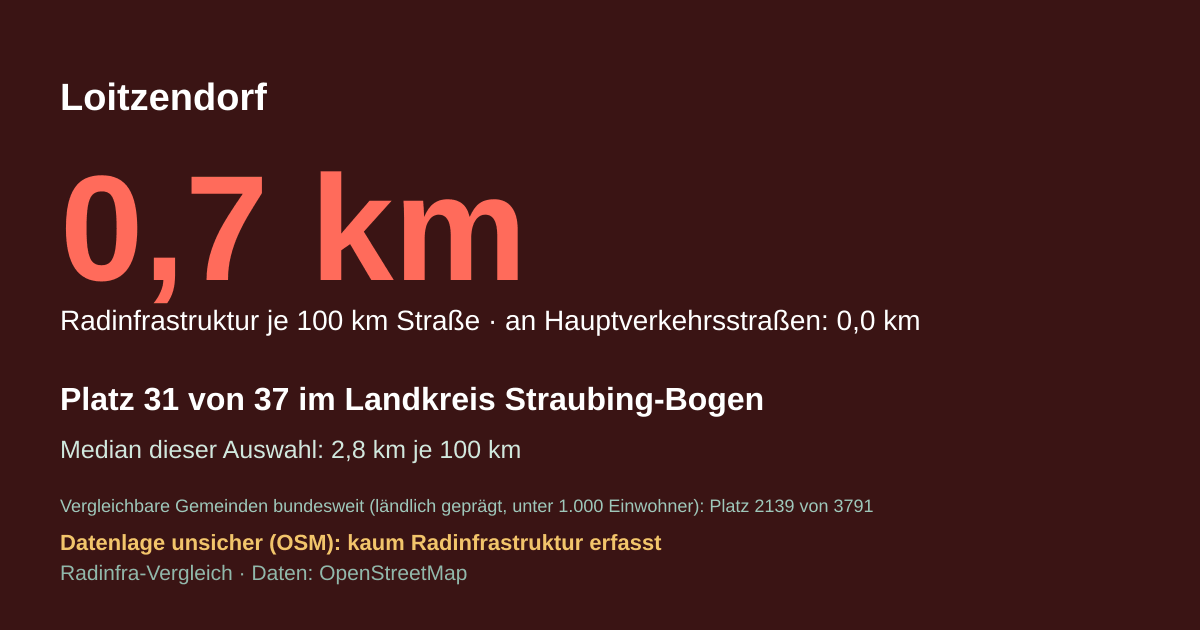 Loitzendorf
0,7 km
Radinfrastruktur je 100 km Straße · an Hauptverkehrsstraßen: 0,0 km
Platz 31 von 37 im Landkreis Straubing-Bogen
Median dieser Auswahl: 2,8 km je 100 km
Vergleichbare Gemeinden bundesweit (ländlich geprägt, unter 1.000 Einwohner): Platz 2139 von 3791
Datenlage unsicher (OSM): kaum Radinfrastruktur erfasst
Radinfra-Vergleich · Daten: OpenStreetMap